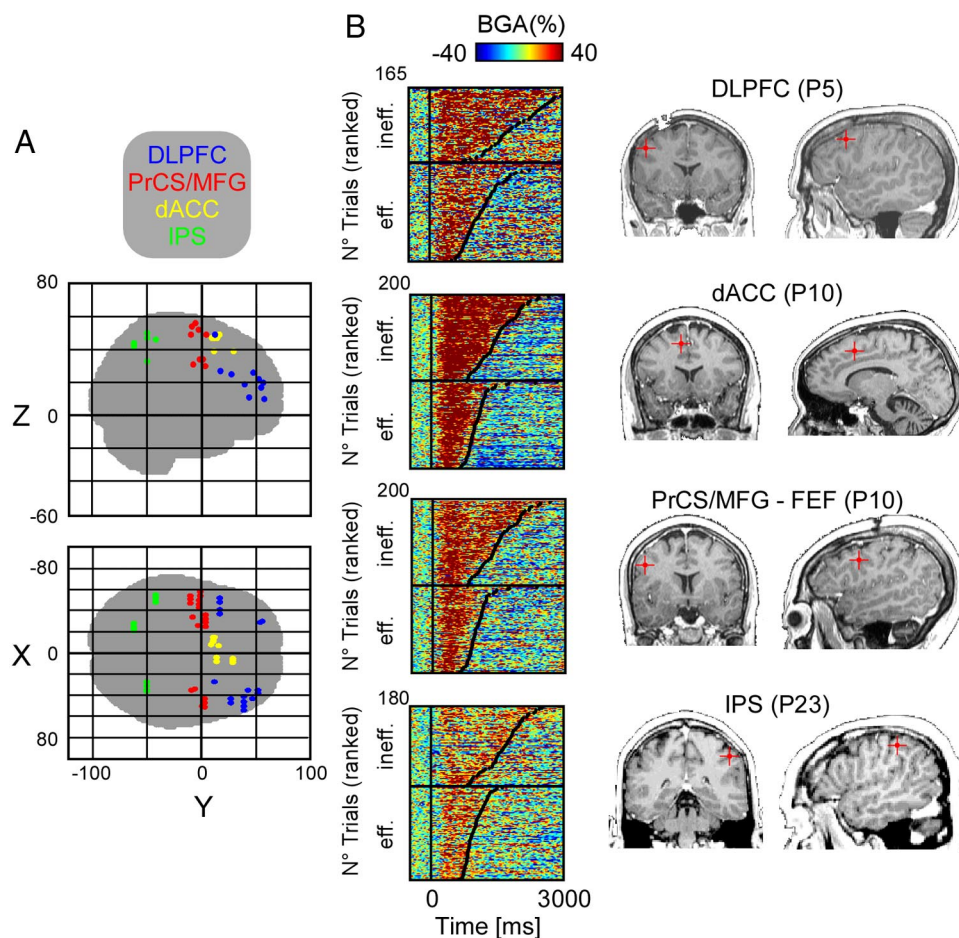 A
DLPFC
PrCS/MFG
dACC
IPS
80
Z
0
-60
-80
X
0
80
-100
0
100
Y
B
BGA(%)
-40
40
165
N° Trials (ranked)
ineff.
eff.
200
N° Trials (ranked)
ineff.
eff.
200
N° Trials (ranked)
ineff.
eff.
180
N° Trials (ranked)
ineff.
eff.
0
3000
Time [ms]
DLPFC (P5)
dACC (P10)
PrCS/MFG - FEF (P10)
IPS (P23)